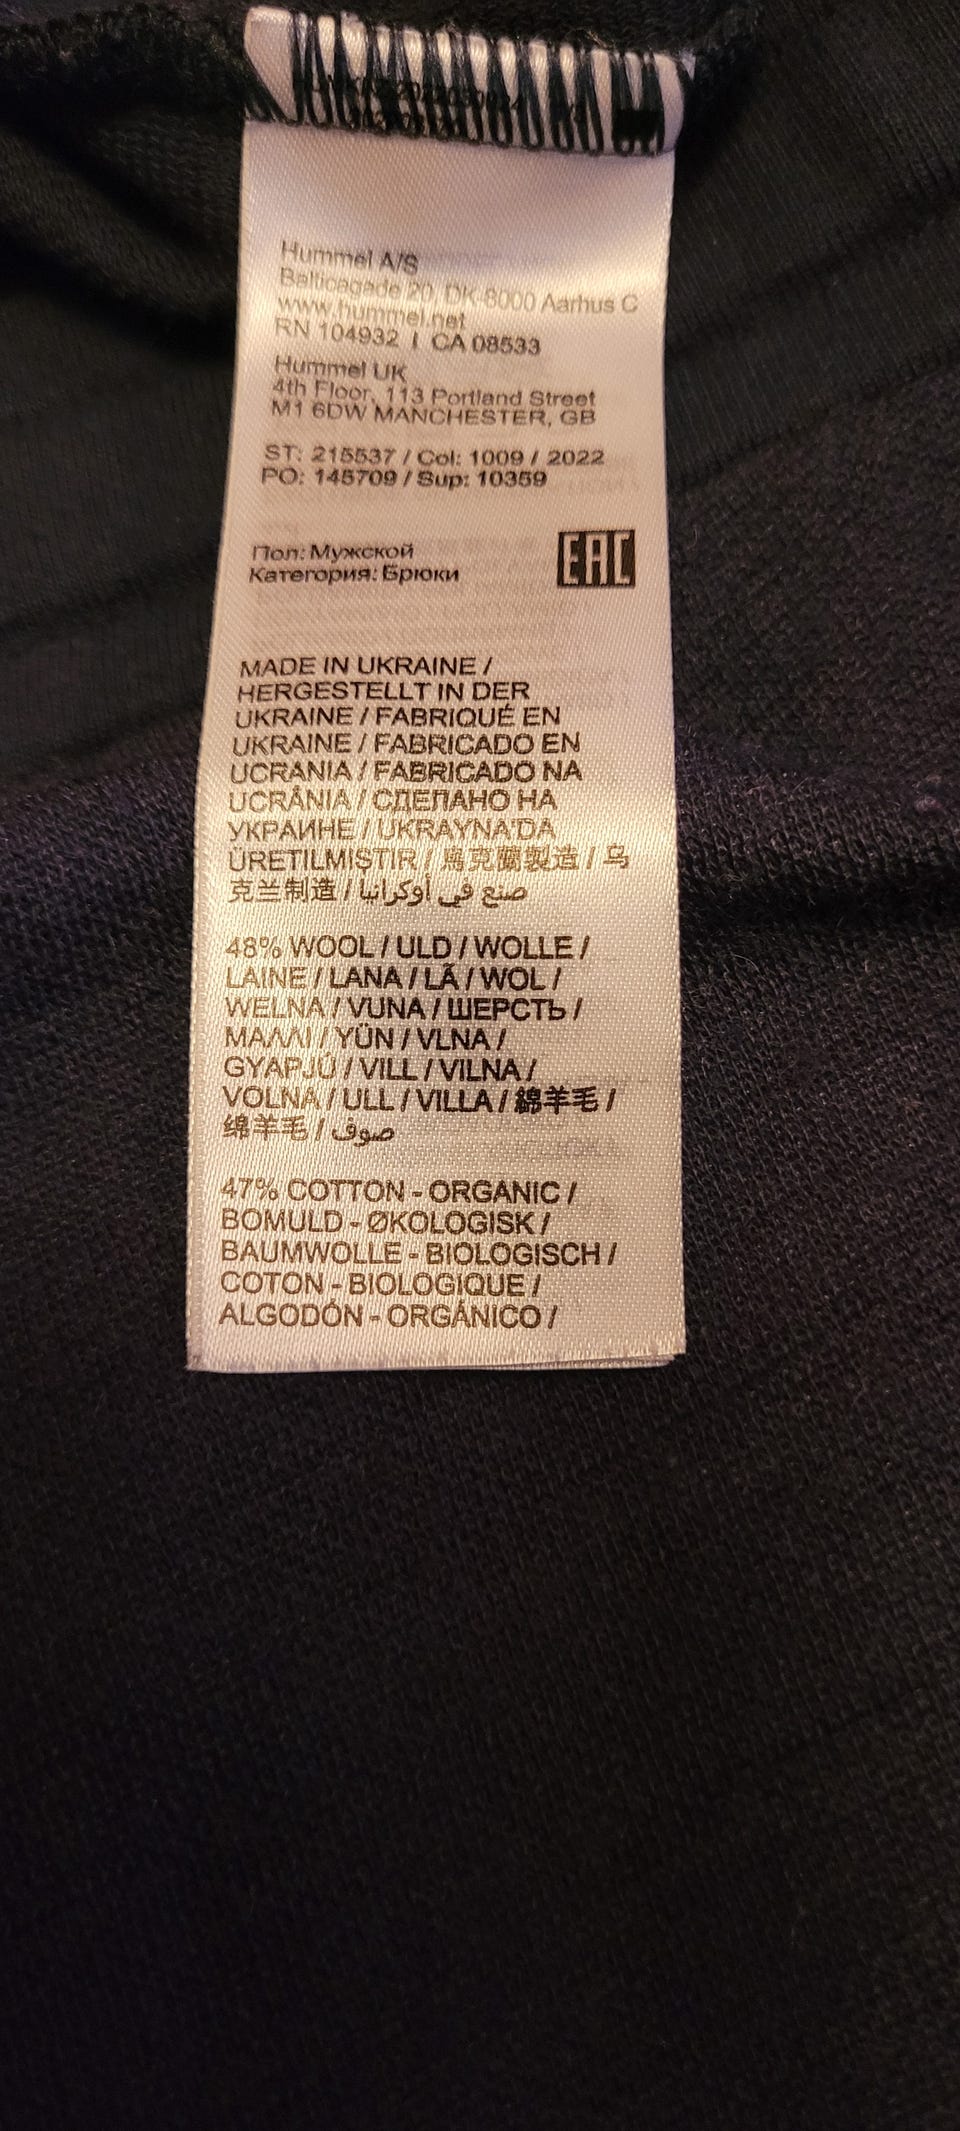 Hummel A/S
Balticagade 20, DK-8000 Aarhus C
www.hummel.net
RN 104932 I CA 08533
Hummel UK
4th Floor, 113 Portland Street
M1 6DW MANCHESTER, GB
ST: 215537 / Col: 1009 / 2022
PO: 145709 / Sup: 10359
Пол: Мужской
Категория: Брюки
EAC
MADE IN UKRAINE /
HERGESTELLT IN DER
UKRAINE / FABRIQUÉ EN
UKRAINE / FABRICADO EN
UCRANIA / FABRICADO NA
UCRÂNIA / СДЕЛАНО НА
УКРАИНЕ / UKRAYNA'DA
ÜRETILMIŞTIR / 烏克蘭製造 / 乌
克兰制造 / صنع في أوكرانيا
48% WOOL / ULD / WOLLE /
LAINE / LANA / LÃ / WOL /
WEŁNA / VUNA / ШЕРСТЬ /
ΜΑΛΛΙ / YÜN / VLNA /
GYAPJÚ / VILL / VILNA /
VOLNA / ULL / VILLA / 綿羊毛 /
绵羊毛 / صوف
47% COTTON - ORGANIC /
BOMULD - ØKOLOGISK /
BAUMWOLLE - BIOLOGISCH /
COTON - BIOLOGIQUE /
ALGODÓN - ORGÁNICO /